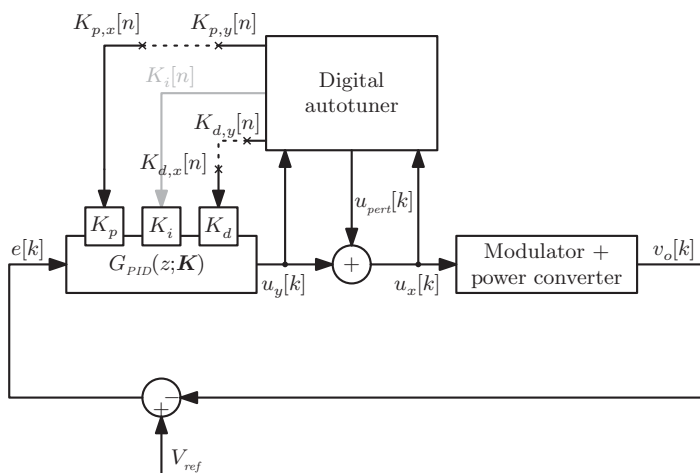 K_{p,x}[n]
K_{p,y}[n]
K_i[n]
Digital
autotuner
K_{d,y}[n]
K_{d,x}[n]
u_{pert}[k]
K_p
K_i
K_d
e[k]
G_{PID}(z;K)
u_y[k]
+
u_x[k]
Modulator +
power converter
v_o[k]
−
+
V_{ref}